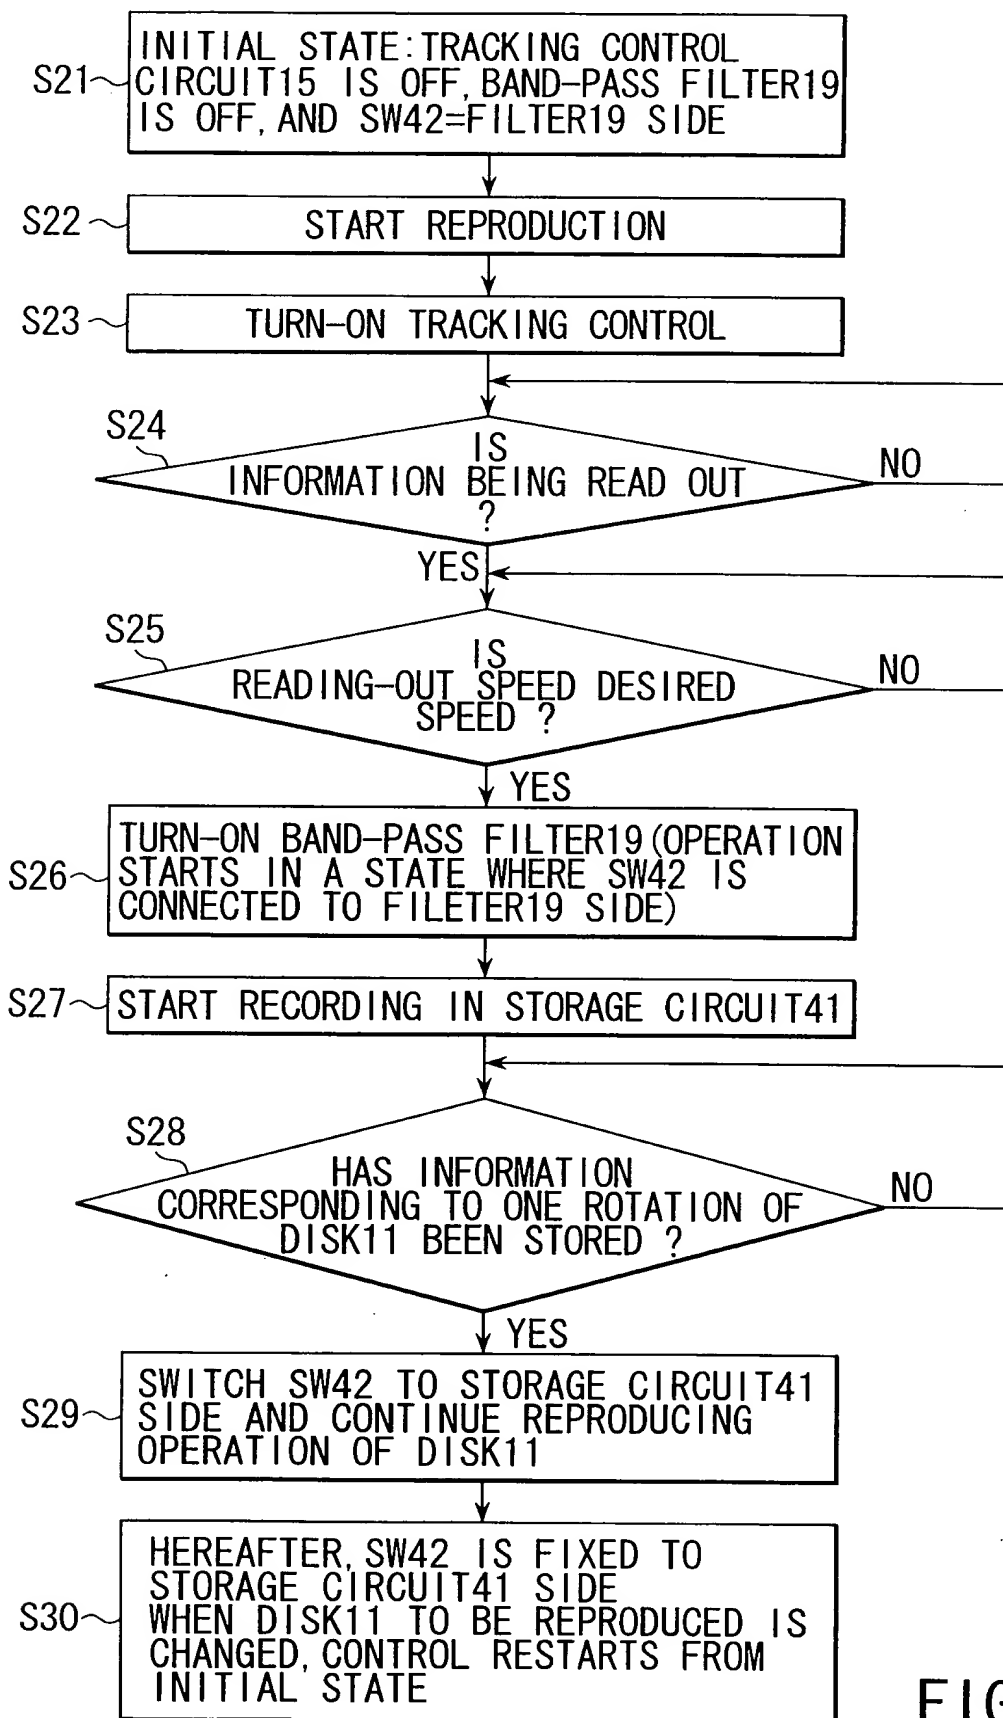 S21
INITIAL STATE:TRACKING CONTROL
CIRCUIT15 IS OFF, BAND-PASS FILTER19
IS OFF, AND SW42=FILTER19 SIDE
S22
START REPRODUCTION
S23
TURN-ON TRACKING CONTROL
S24
IS
INFORMATION BEING READ OUT
?
NO
YES
S25
IS
READING-OUT SPEED DESIRED
SPEED ?
NO
YES
S26
TURN-ON BAND-PASS FILTER19(OPERATION
STARTS IN A STATE WHERE SW42 IS
CONNECTED TO FILETER19 SIDE)
S27
START RECORDING IN STORAGE CIRCUIT41
S28
HAS INFORMATION
CORRESPONDING TO ONE ROTATION OF
DISK11 BEEN STORED ?
NO
YES
S29
SWITCH SW42 TO STORAGE CIRCUIT41
SIDE AND CONTINUE REPRODUCING
OPERATION OF DISK11
S30
HEREAFTER, SW42 IS FIXED TO
STORAGE CIRCUIT41 SIDE
WHEN DISK11 TO BE REPRODUCED IS
CHANGED, CONTROL RESTARTS FROM
INITIAL STATE
FIG